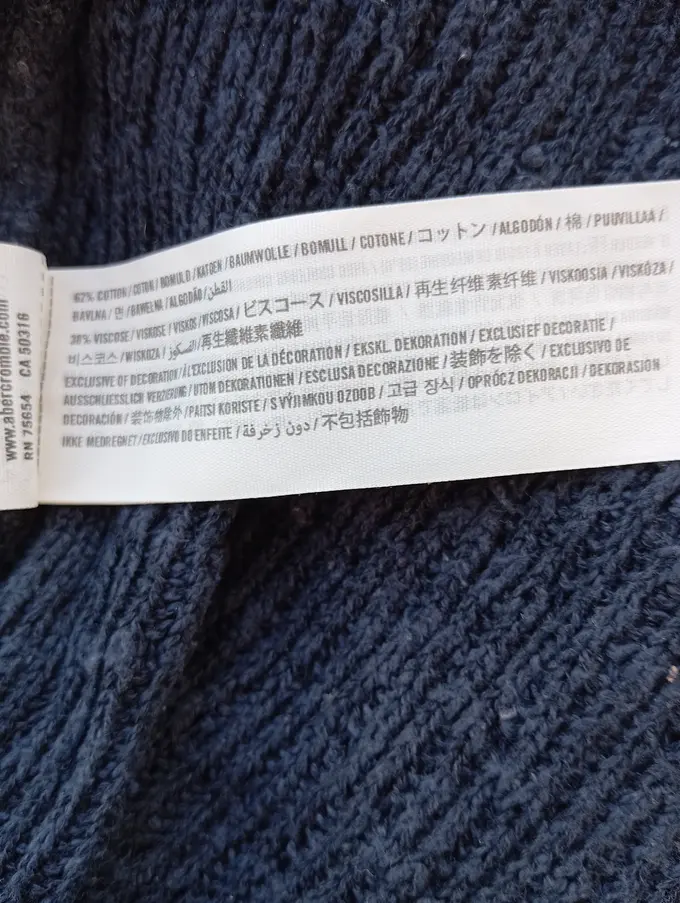 www.abercrombie.com
RN 75654 CA 50316
62% COTTON / COTON / BOMULD / KATOEN / BAUMWOLLE / BOMULL / COTONE / コットン / ALGODÓN / 棉 / PUUVILLAA /
BAVLNA / 면 / BAWEŁNA / ALGODÃO / القطن
38% VISCOSE / VISKOSE / VISKOS / VISCOSA / ビスコース / VISCOSILLA / 再生纤维素纤维 / VISKOOSIA / VISKÓZA /
비스코스 / WISKOZA / الفسكوز / 再生纖維素纖維
EXCLUSIVE OF DECORATION / À L'EXCLUSION DE LA DÉCORATION / EKSKL. DEKORATION / EXCLUSIEF DECORATIE /
AUSSCHLIESSLICH VERZIERUNG / UTOM DEKORATIONEN / ESCLUSA DECORAZIONE / 装飾を除く / EXCLUSIVO DE
DECORACIÓN / 装饰物除外 / PAITSI KORISTE / S VÝJIMKOU OZDOB / 고급 장식 / OPRÓCZ DEKORACJI / DEKORASJON
IKKE MEDREGNET / EXCLUSIVO DO ENFEITE / دون زخرفة / 不包括飾物